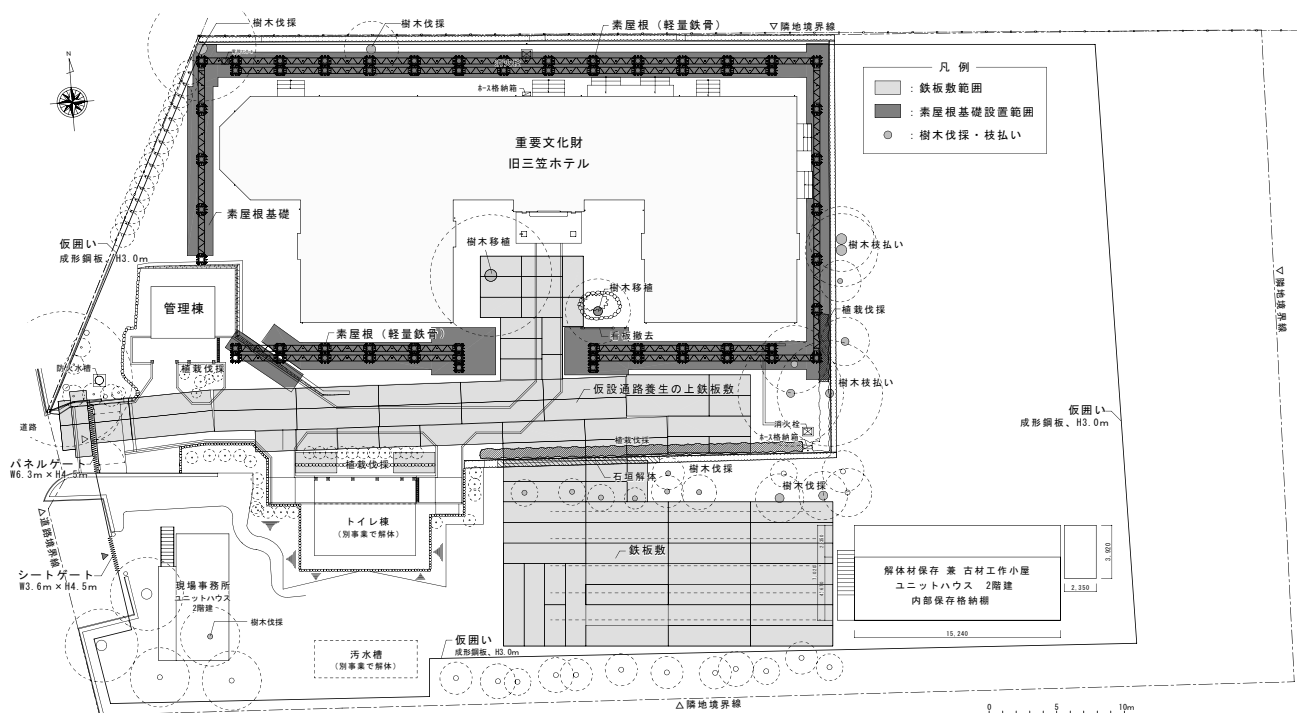 樹木伐採
樹木伐採
素屋根（軽量鉄骨）
▽隣地境界線
N
ﾎｰｽ格納箱
凡 例
：鉄板敷範囲
：素屋根基礎設置範囲
：樹木伐採・枝払い
重要文化財
旧三笠ホテル
素屋根基礎
仮囲い
成形鋼板、H3.0m
樹木移植
樹木枝払い
▽隣地境界線
樹木移植
管理棟
植栽伐採
素屋根（軽量鉄骨）
看板撤去
防火水槽
植栽伐採
樹木枝払い
仮設通路養生の上鉄板敷
仮囲い
成形鋼板、H3.0m
道路
消火栓
ﾎｰｽ格納箱
植栽伐採
パネルゲート
W6.3m×H4.5m
植栽伐採
石垣解体
樹木伐採
樹木伐採
△道路境界線
トイレ棟
（別事業で解体）
鉄板敷
シートゲート
W3.6m×H4.5m
現場事務所
ユニットハウス
2階建
解体材保存 兼 古材工作小屋
ユニットハウス 2階建
内部保存格納棚
3,920
2,350
15,240
樹木伐採
汚水槽
（別事業で解体）
仮囲い
成形鋼板、H3.0m
△隣地境界線
0 5 10m